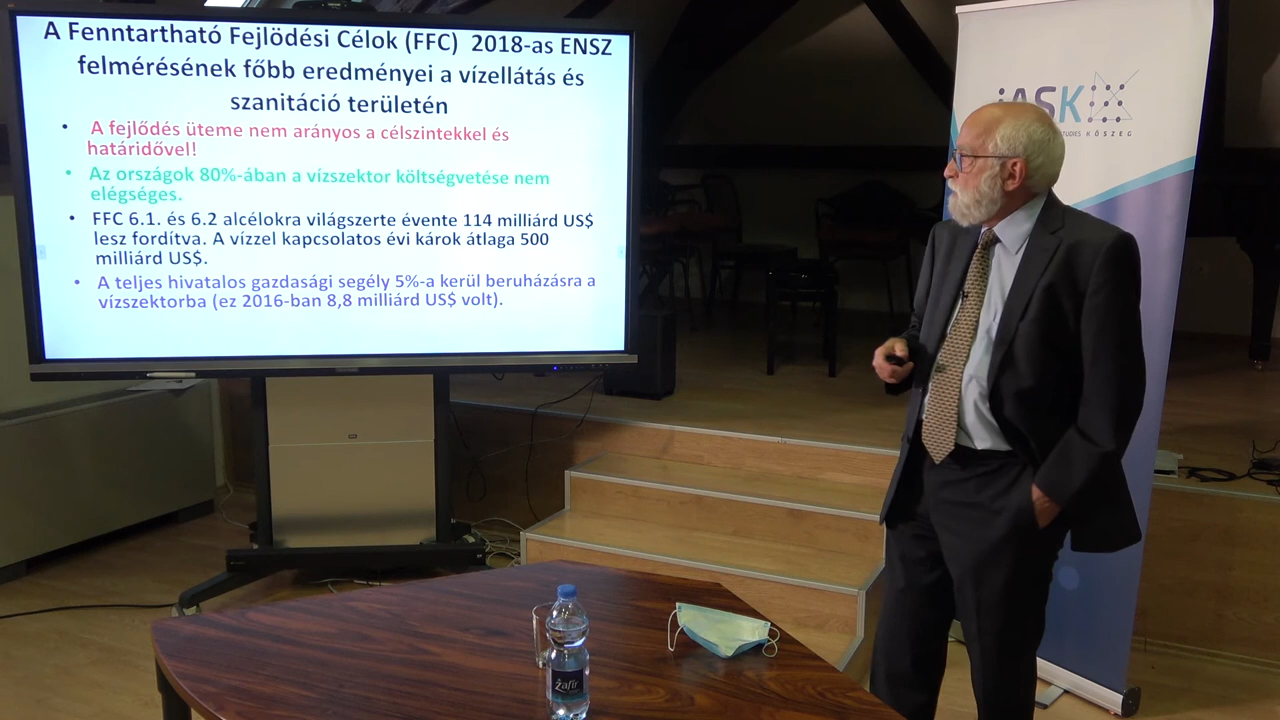 A Fenntartható Fejlödési Célok (FFC) 2018-as ENSZ
felmérésének főbb eredményei a vízellátás és
szanitáció területén
• A fejlődés üteme nem arányos a célszintekkel és
határidővel!
• Az országok 80%-ában a vízszektor költségvetése nem
elégséges.
• FFC 6.1. és 6.2 alcélokra világszerte évente 114 milliárd US$
lesz fordítva. A vízzel kapcsolatos évi károk átlaga 500
milliárd US$.
• A teljes hivatalos gazdasági segély 5%-a kerül beruházásra a
vízszektorba (ez 2016-ban 8,8 milliárd US$ volt).
iASK
STUDIES KŐSZEG
zafír